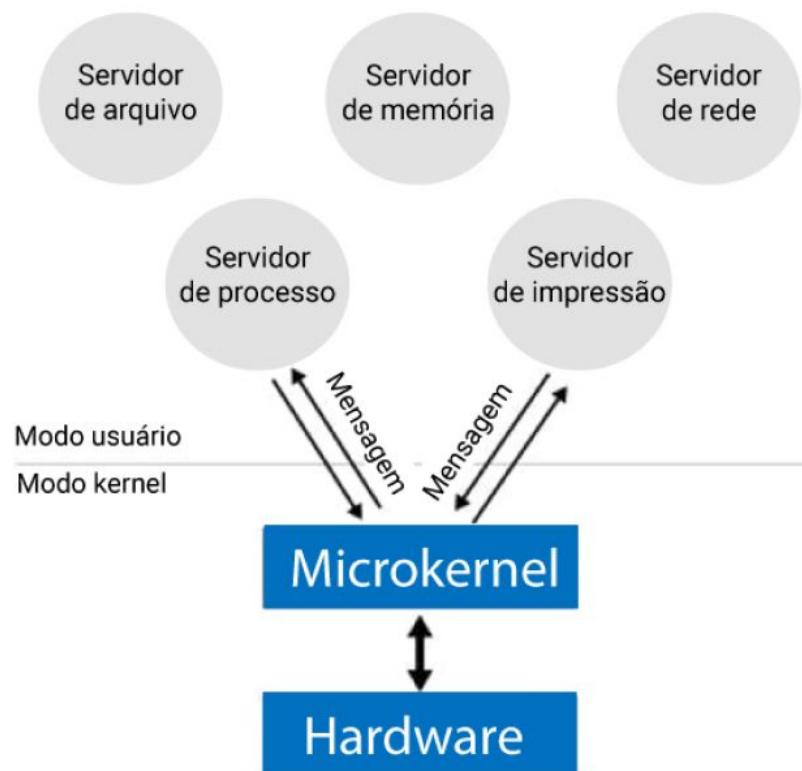 Servidor
de arquivo
Servidor
de memória
Servidor
de rede
Servidor
de processo
Servidor
de impressão
Mensagem
Mensagem
Modo usuário
Modo kernel
Microkernel
Hardware